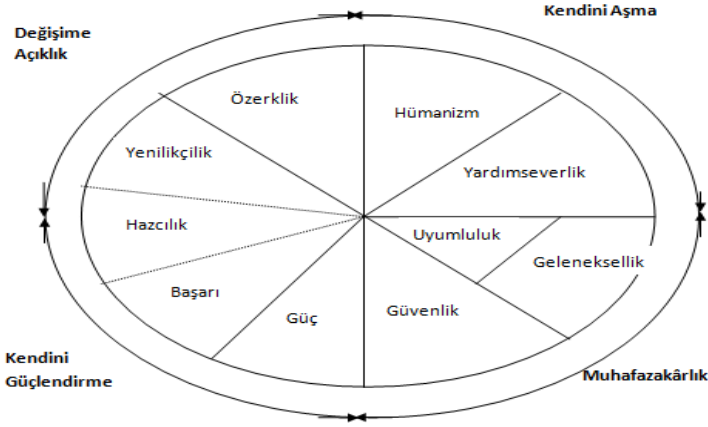 Kendini Aşma
Değişime
Açıklık
Özerklik
Hümanizm
Yenilikçilik
Yardımseverlik
Hazcılık
Uyumluluk
Geleneksellik
Başarı
Güç
Güvenlik
Kendini
Güçlendirme
Muhafazakârlık